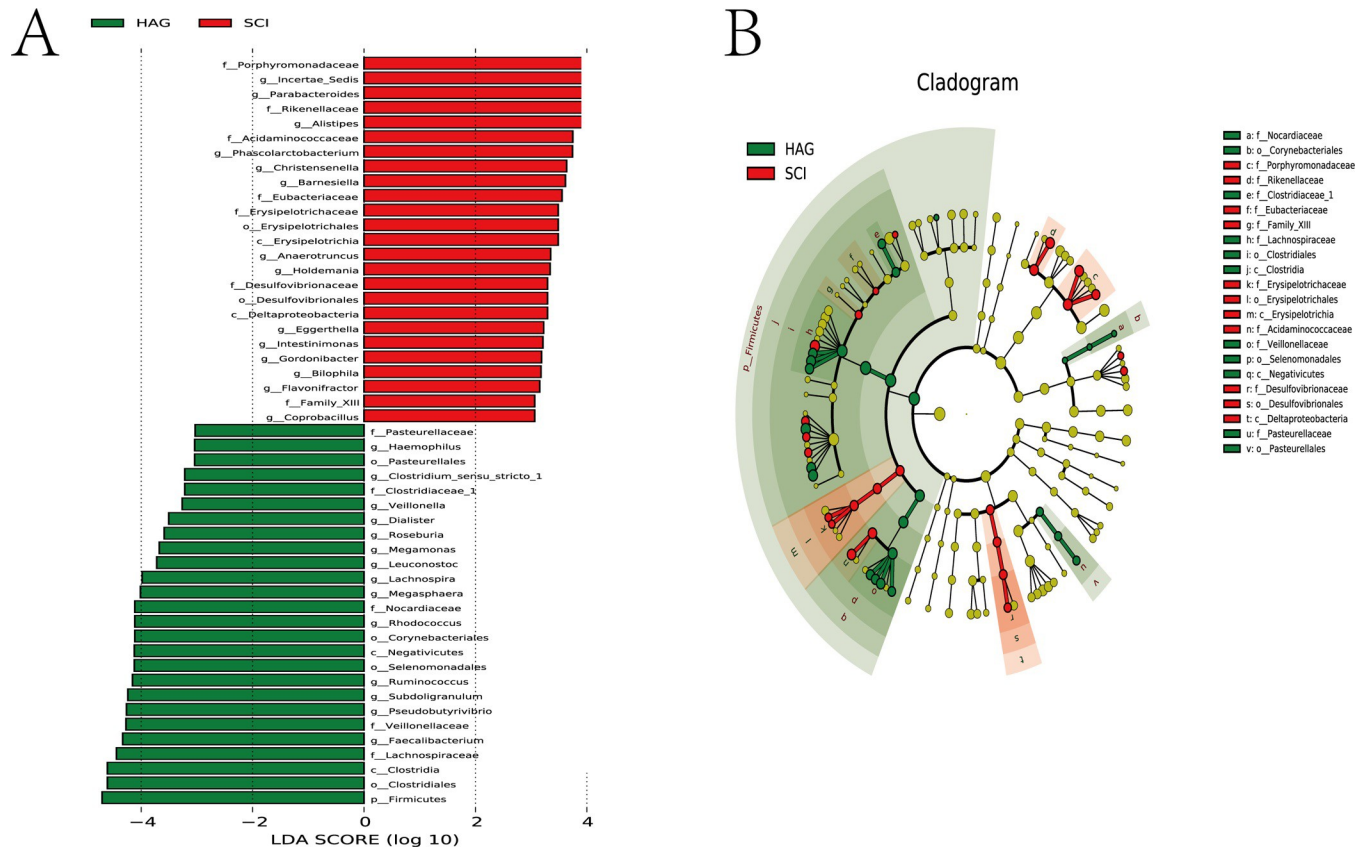 A
HAG
SCI
f__Porphyromonadaceae
g__Incertae_Sedis
g__Parabacteroides
f__Rikenellaceae
g__Alistipes
f__Acidaminococcaceae
g__Phascolarctobacterium
g__Christensenella
g__Barnesiella
f__Eubacteriaceae
f__Erysipelotrichaceae
o__Erysipelotrichales
c__Erysipelotrichia
g__Anaerotruncus
g__Holdemania
f__Desulfovibrionaceae
o__Desulfovibrionales
c__Deltaproteobacteria
g__Eggerthella
g__Intestinimonas
g__Gordonibacter
g__Bilophila
g__Flavonifractor
f__Family_XIII
g__Coprobacillus
f__Pasteurellaceae
g__Haemophilus
o__Pasteurellales
g__Clostridium_sensu_stricto_1
f__Clostridiaceae_1
g__Veillonella
g__Dialister
g__Roseburia
g__Megamonas
g__Leuconostoc
g__Lachnospira
g__Megasphaera
f__Nocardiaceae
g__Rhodococcus
o__Corynebacteriales
c__Negativicutes
o__Selenomonadales
g__Ruminococcus
g__Subdoligranulum
g__Pseudobutyrivibrio
f__Veillonellaceae
g__Faecalibacterium
f__Lachnospiraceae
c__Clostridia
o__Clostridiales
p__Firmicutes
−4 −2 0 2 4
LDA SCORE (log 10)
B
Cladogram
HAG
SCI
p__Firmicutes
j
i
h
g
f
e
d
c
b
a
m
l
k
n
o
p
q
r
s
t
u
v
a: f__Nocardiaceae
b: o__Corynebacteriales
c: f__Porphyromonadaceae
d: f__Rikenellaceae
e: f__Clostridiaceae_1
f: f__Eubacteriaceae
g: f__Family_XIII
h: f__Lachnospiraceae
i: o__Clostridiales
j: c__Clostridia
k: f__Erysipelotrichaceae
l: o__Erysipelotrichales
m: c__Erysipelotrichia
n: f__Acidaminococcaceae
o: f__Veillonellaceae
p: o__Selenomonadales
q: c__Negativicutes
r: f__Desulfovibrionaceae
s: o__Desulfovibrionales
t: c__Deltaproteobacteria
u: f__Pasteurellaceae
v: o__Pasteurellales